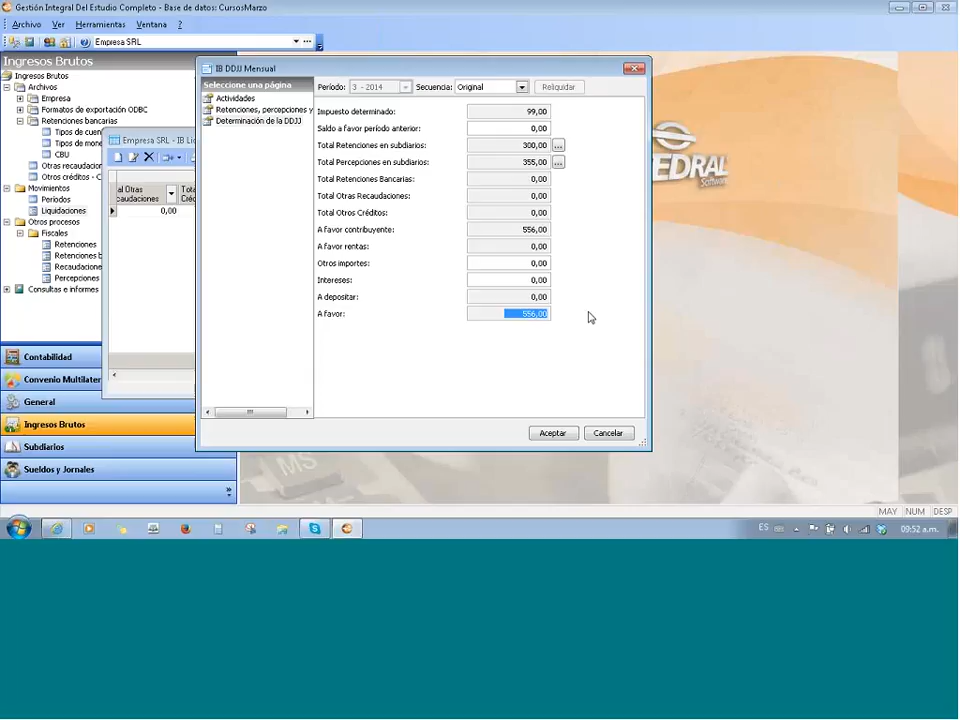 Gestión Integral Del Estudio Completo - Base de datos: CursosMarzo
Archivo Ver Herramientas Ventana ?
Empresa SRL
Ingresos Brutos
Ingresos Brutos
Archivos
Empresa
Formatos de exportación ODBC
Retenciones bancarias
Tipos de cuen
Tipos de mone
CBU
Otras recaudacio
Otros créditos - C
Movimientos
Períodos
Liquidaciones
Otros procesos
Fiscales
Retenciones
Retenciones b
Recaudacione
Percepciones
Consultas e informes
Contabilidad
Convenio Multilater
General
Ingresos Brutos
Subdiarios
Sueldos y Jornales
Empresa SRL - IB Lic
al Otras
caudaciones
Tota
Créc
0,00
IB DDJJ Mensual
Seleccione una página
Actividades
Retenciones, percepciones y
Determinación de la DDJJ
Período: 3 - 2014 Secuencia: Original Reliquidar
Impuesto determinado: 99,00
Saldo a favor período anterior: 0,00
Total Retenciones en subdiarios: 300,00 ...
Total Percepciones en subdiarios: 355,00 ...
Total Retenciones Bancarias: 0,00
Total Otras Recaudaciones: 0,00
Total Otros Créditos: 0,00
A favor contribuyente: 556,00
A favor rentas: 0,00
Otros importes: 0,00
Intereses: 0,00
A depositar: 0,00
A favor: 556,00
Aceptar Cancelar
EDRAL
Software
MS
MAY NUM DESP
ES 09:52 a.m.